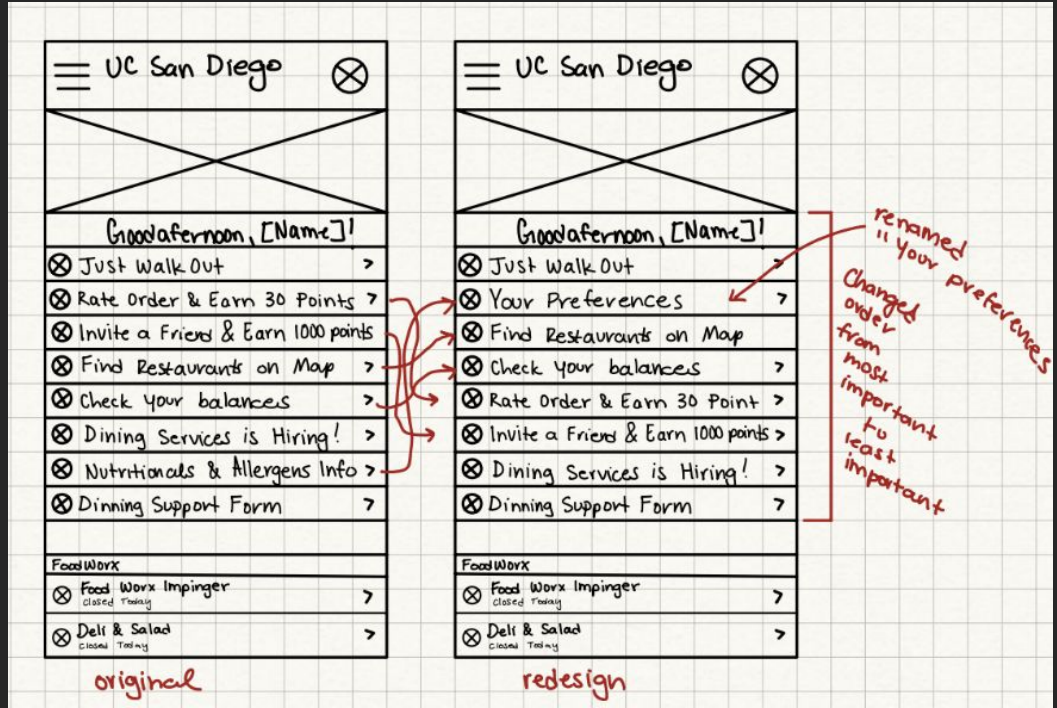 UC San Diego
Goodafernoon, [Name]!
Just Walk Out
Rate Order & Earn 30 Points
Invite a Friend & Earn 1000 points
Find Restaurants on Map
Check your balances
Dining Services is Hiring!
Nutritionals & Allergens Info
Dinning Support Form
FoodWorx
Food Worx Impinger
Closed Today
Deli & Salad
Closed Today
original
UC San Diego
Goodafernoon, [Name]!
Just Walk Out
Your Preferences
Find Restaurants on Map
Check your balances
Rate Order & Earn 30 Point
Invite a Friend & Earn 1000 points
Dining Services is Hiring!
Dinning Support Form
FoodWorx
Food Worx Impinger
Closed Today
Deli & Salad
Closed Today
redesign
renamed
"Your preferences
Changed
order
from
most
important
to
least
important